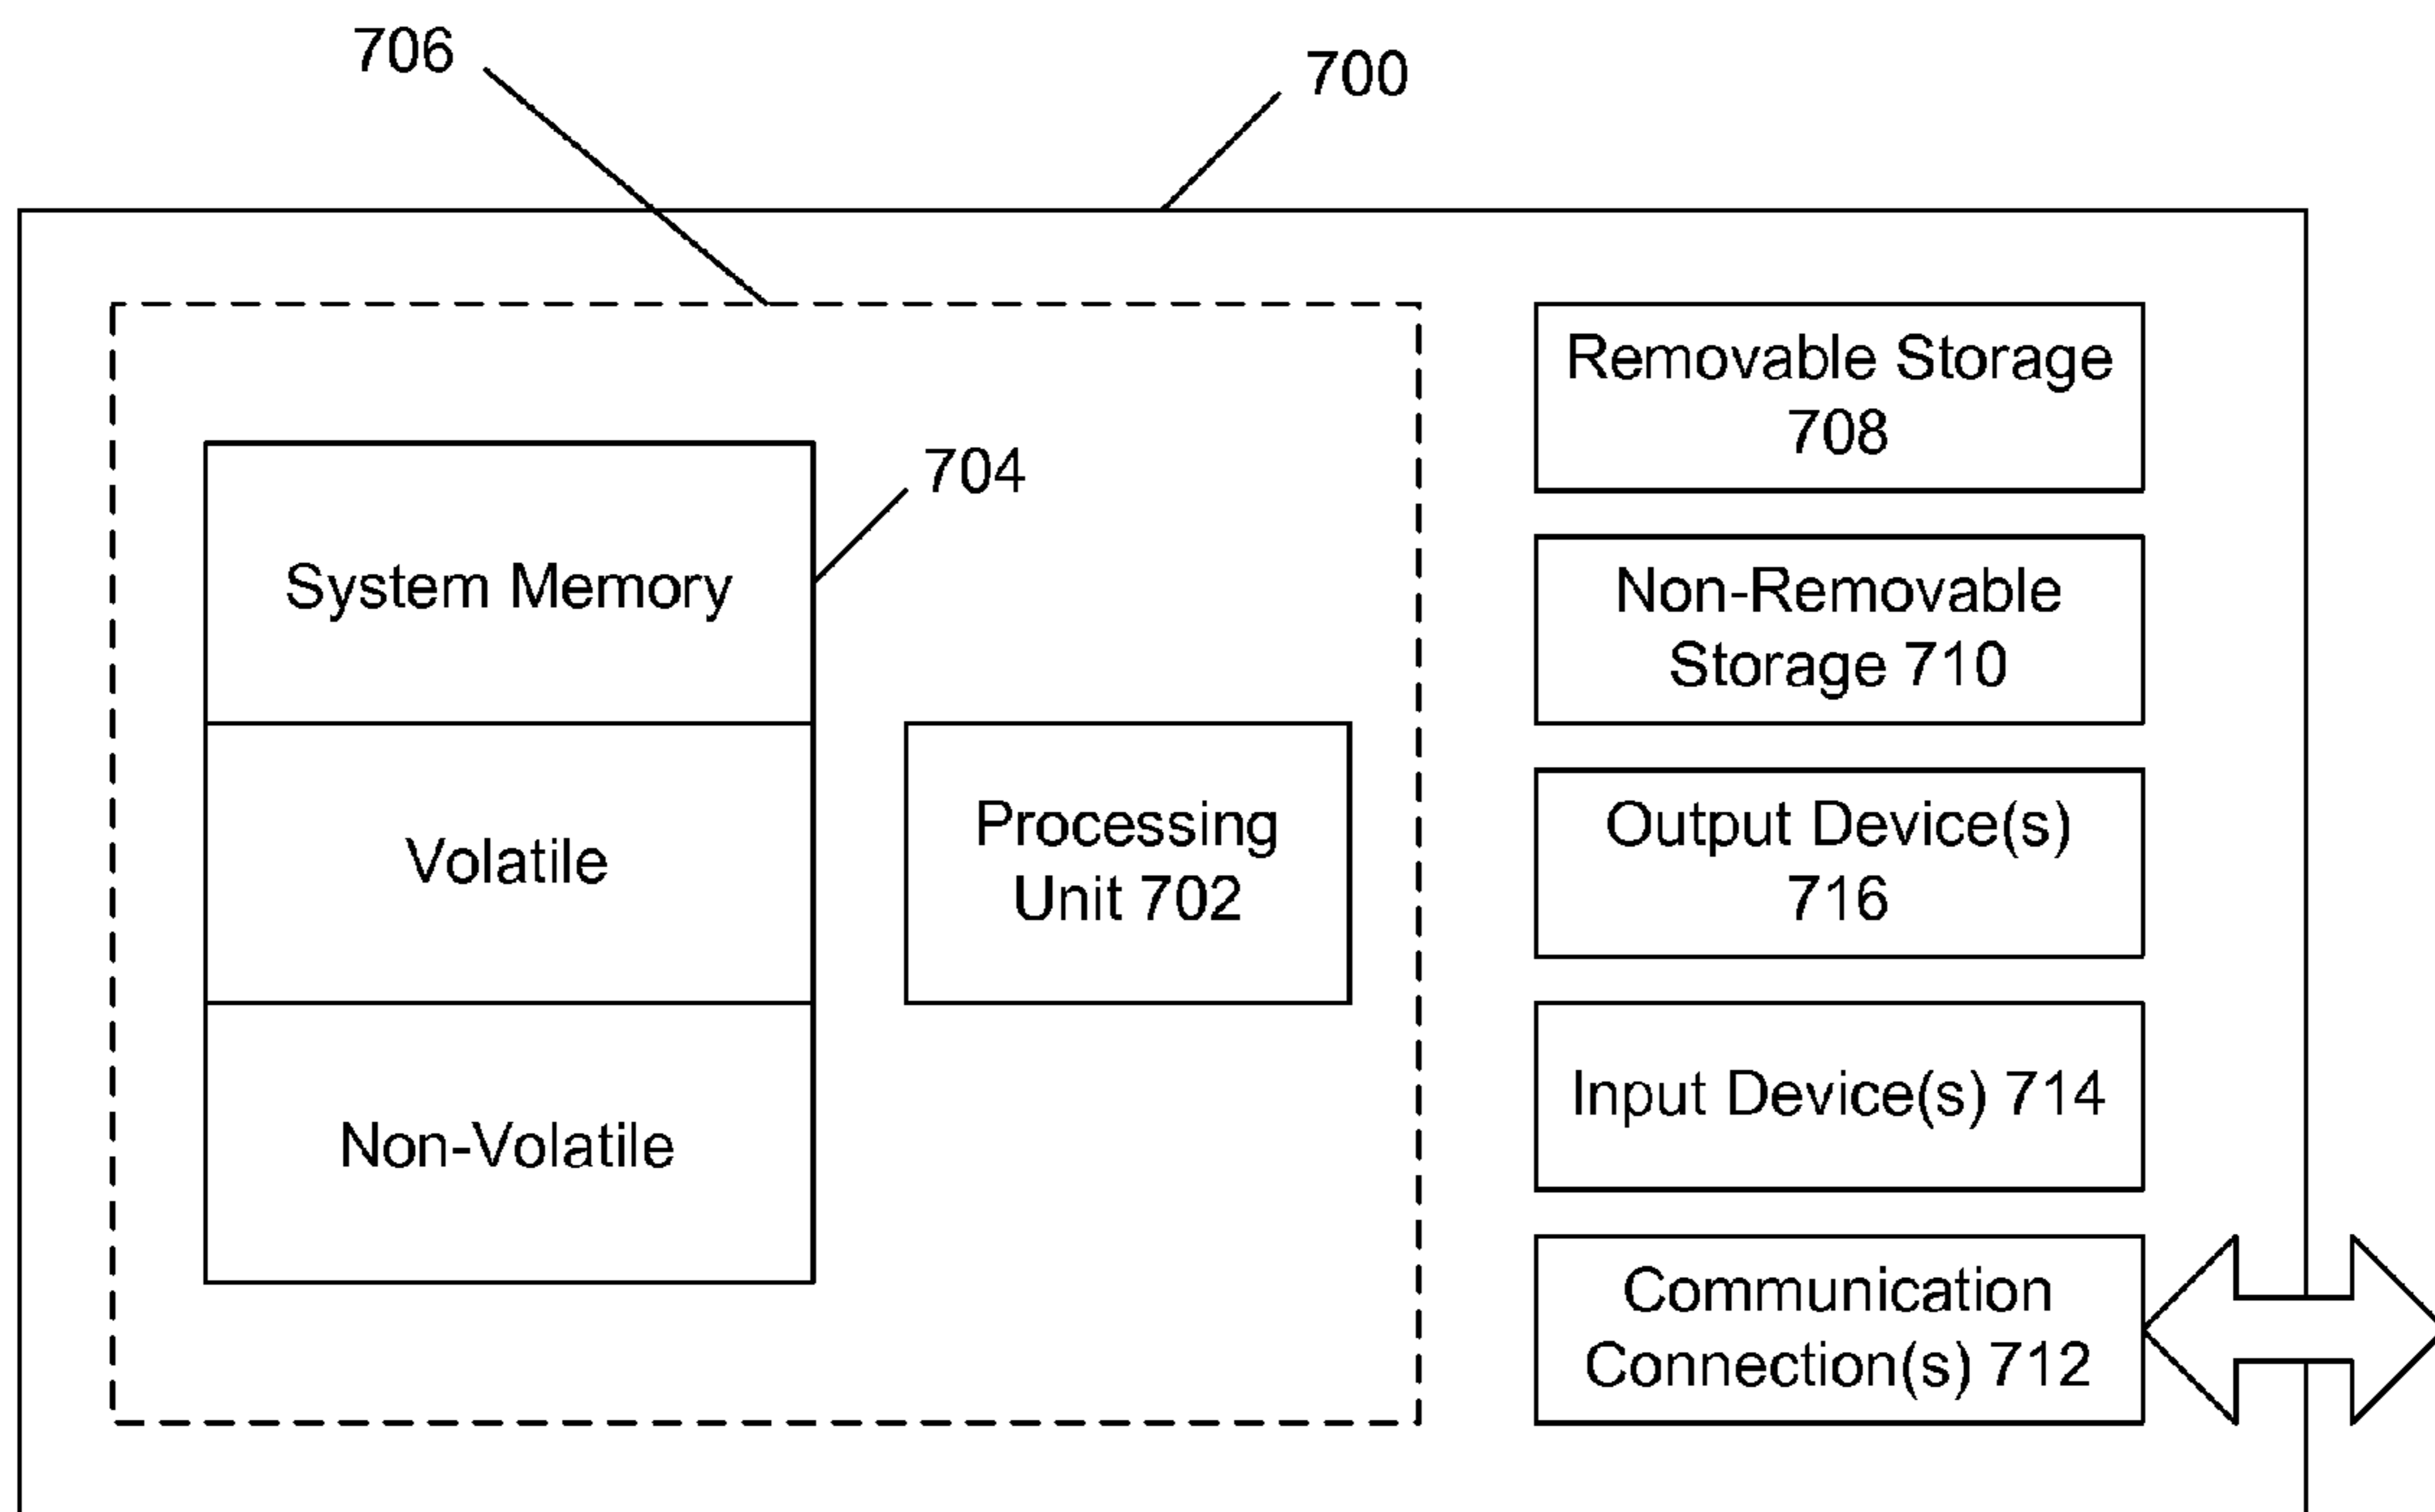 706
700
704
System Memory
Volatile
Non-Volatile
Processing
Unit 702
Removable Storage
708
Non-Removable
Storage 710
Output Device(s)
716
Input Device(s) 714
Communication
Connection(s) 712